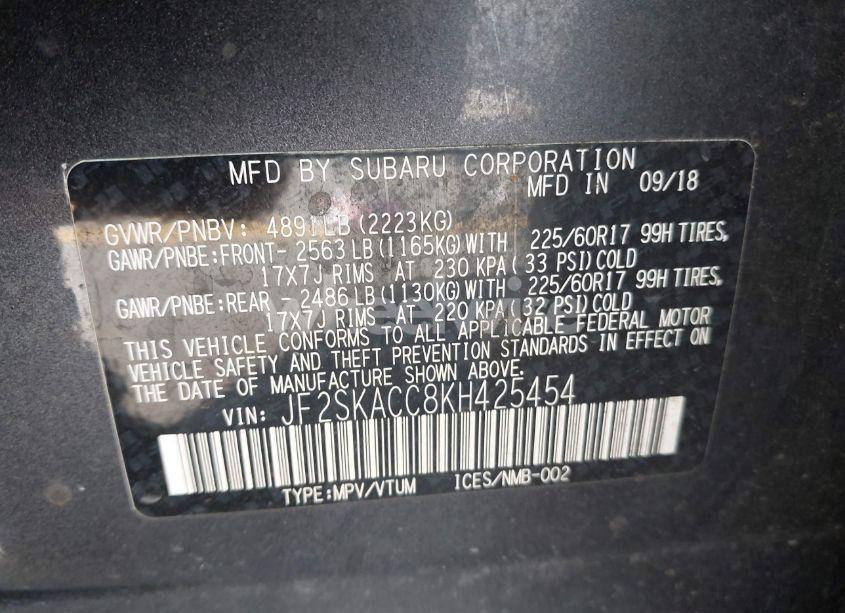 MFD BY SUBARU CORPORATION
MFD IN 09/18
GVWR/PNBV: 4891 LB (2223KG)
GAWR/PNBE:FRONT- 2563 LB (1165KG) WITH 225/60R17 99H TIRES,
17X7J RIMS AT 230 KPA ( 33 PSI) COLD
GAWR/PNBE:REAR - 2486 LB (1130KG) WITH 225/60R17 99H TIRES,
17X7J RIMS AT 220 KPA ( 32 PSI) COLD
THIS VEHICLE CONFORMS TO ALL APPLICABLE FEDERAL MOTOR
VEHICLE SAFETY AND THEFT PREVENTION STANDARDS IN EFFECT ON
THE DATE OF MANUFACTURE SHOWN ABOVE.
VIN: JF2SKACC8KH425454
TYPE:MPV/VTUM ICES/NMB-002